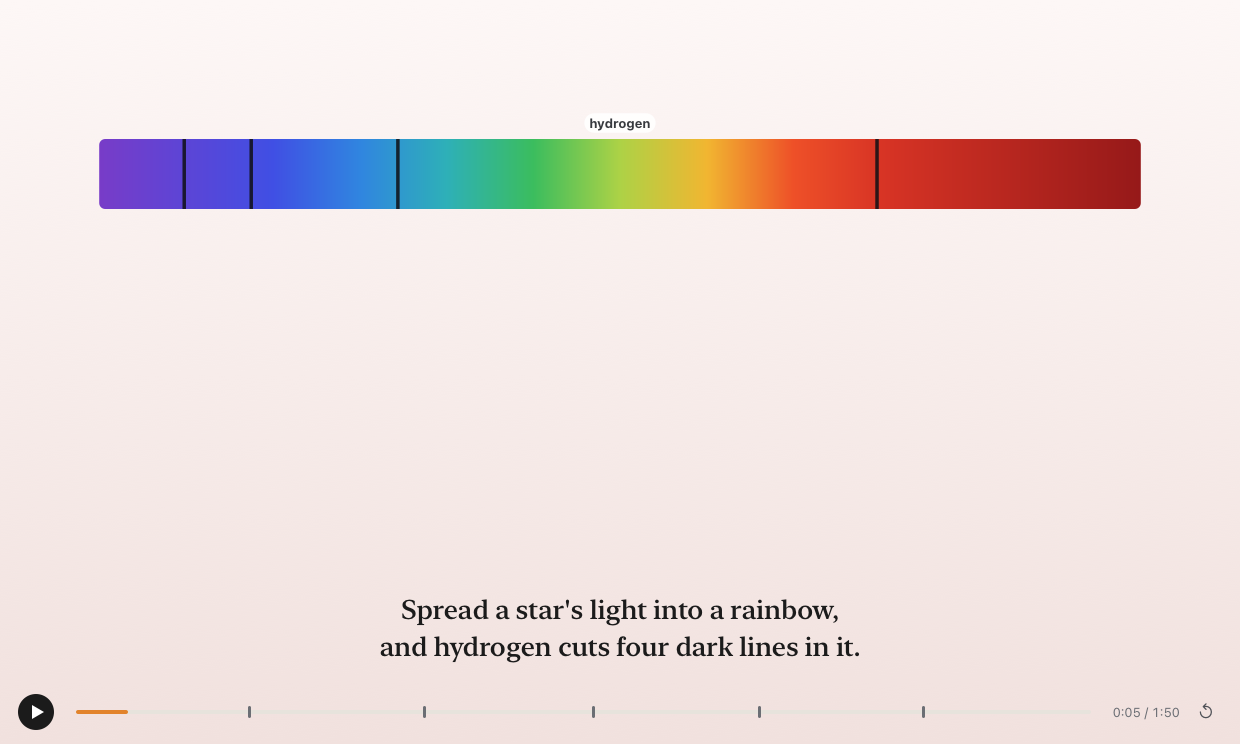 hydrogen
Spread a star's light into a rainbow,
and hydrogen cuts four dark lines in it.
0:05 / 1:50